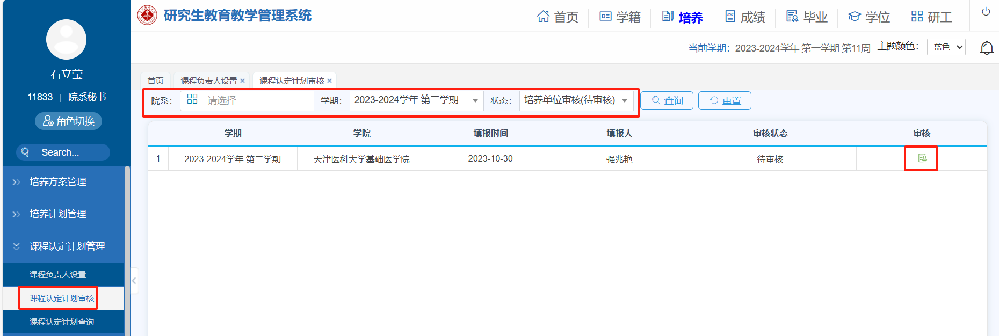 研究生教育教学管理系统
首页 学籍 培养 成绩 毕业 学位 研工
当前学期: 2023-2024学年 第一学期 第11周 主题颜色: 蓝色
石立莹
11833 | 院系秘书
角色切换
Search...
培养方案管理
培养计划管理
课程认定计划管理
课程负责人设置
课程认定计划审核
课程认定计划查询
首页 课程负责人设置 × 课程认定计划审核 ×
院系: 请选择 学期: 2023-2024学年 第二学期 状态: 培养单位审核(待审核) 查询 重置
学期 学院 填报时间 填报人 审核状态 审核
1 2023-2024学年 第二学期 天津医科大学基础医学院 2023-10-30 强兆艳 待审核